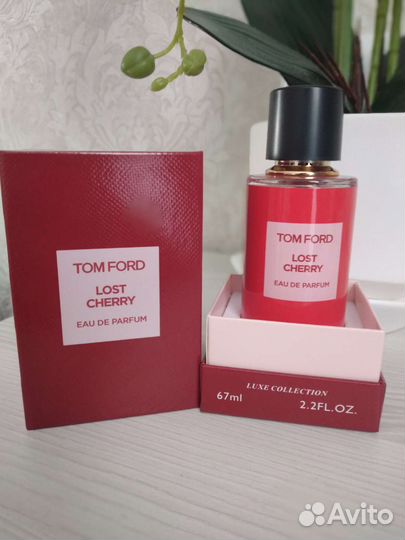 TOM FORD
LOST
CHERRY
EAU DE PARFUM
TOM FORD
LOST
CHERRY
EAU DE PARFUM
LUXE COLLECTION
67ml 2.2FL.OZ.
Avito